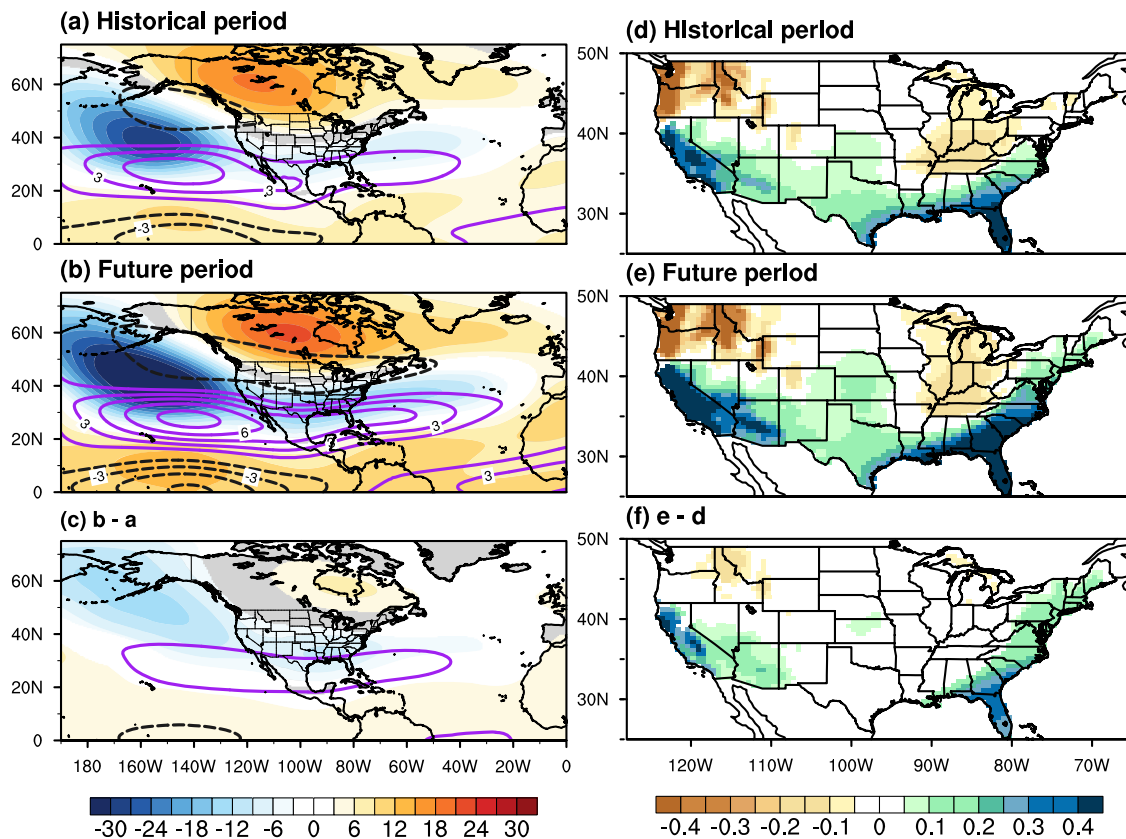 (a) Historical period
60N
40N
20N
0
3
3
-3
(b) Future period
60N
40N
20N
0
3
6
3
3
-3
-3
3
(c) b - a
60N
40N
20N
0
180 160W 140W 120W 100W 80W 60W 40W 20W 0
-30 -24 -18 -12 -6 0 6 12 18 24 30
(d) HIstorIcal period
50N
40N
30N
(e) Future period
50N
40N
30N
(f) e - d
50N
40N
30N
120W 110W 100W 90W 80W 70W
-0.4 -0.3 -0.2 -0.1 0 0.1 0.2 0.3 0.4